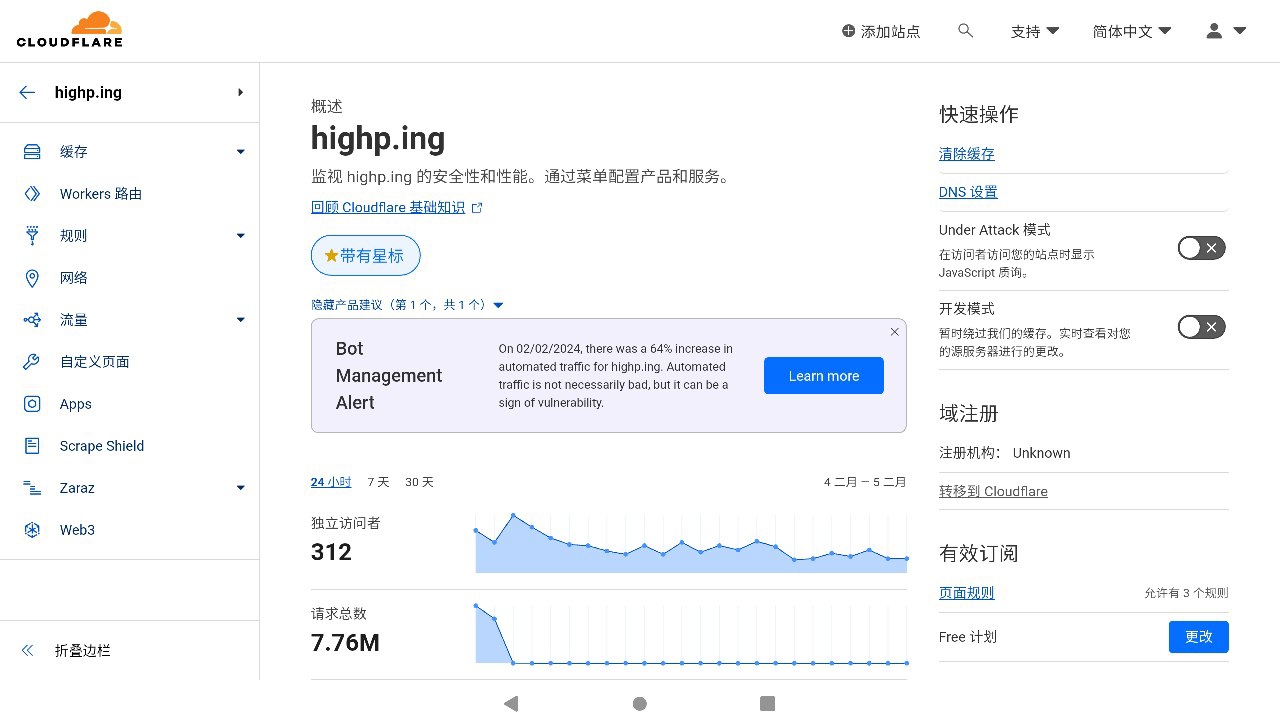 CLOUDFLARE
添加站点
支持
简体中文
highp.ing
缓存
Workers 路由
规则
网络
流量
自定义页面
Apps
Scrape Shield
Zaraz
Web3
折叠边栏
概述
highp.ing
监视 highp.ing 的安全性和性能。通过菜单配置产品和服务。
回顾 Cloudflare 基础知识
带有星标
隐藏产品建议（第 1 个，共 1 个）
Bot
Management
Alert
On 02/02/2024, there was a 64% increase in
automated traffic for highp.ing. Automated
traffic is not necessarily bad, but it can be a
sign of vulnerability.
Learn more
24 小时 7 天 30 天
4 二月 — 5 二月
独立访问者
312
请求总数
7.76M
快速操作
清除缓存
DNS 设置
Under Attack 模式
在访问者访问您的站点时显示
JavaScript 质询。
开发模式
暂时绕过我们的缓存。实时查看对您
的源服务器进行的更改。
域注册
注册机构： Unknown
转移到 Cloudflare
有效订阅
页面规则
允许有 3 个规则
Free 计划
更改